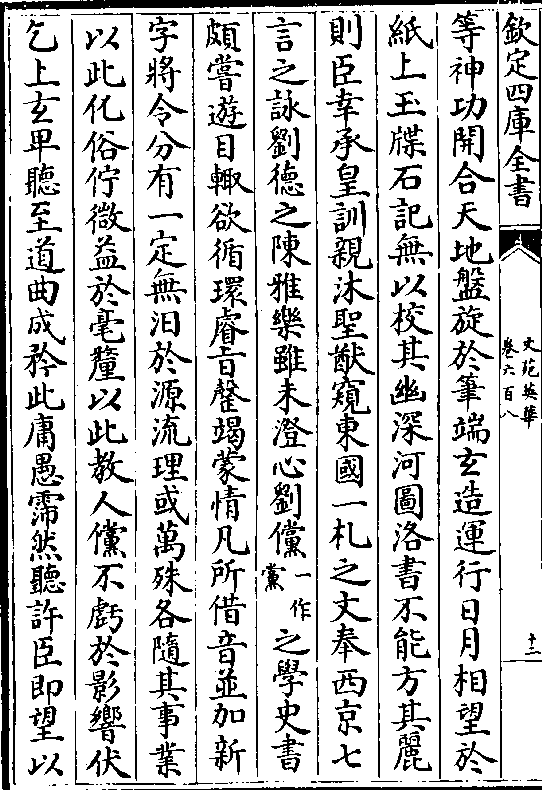 欽定四庫全書
文苑英華
卷六百八
十二
等神功開合天地盤旋於筆端玄造運行日月相望於
紙上玉牒石記無以校其幽深河圖洛書不能方其麗
則臣幸承皇訓親沐聖猷窺東國一札之文奉西京七
言之詠劉德之陳雅樂雖未澄心劉儻一作黨之學史書
頗嘗遊目輙欲循環睿㫖罄竭蒙情凡所借音並加新
字將令分有一定無汨於源流理或萬殊各隨其事業
以此化俗佇微益於毫釐以此教人儻不虧於影響伏
乞上玄卑聽至道曲成矜此庸愚霈然聽許臣即望以